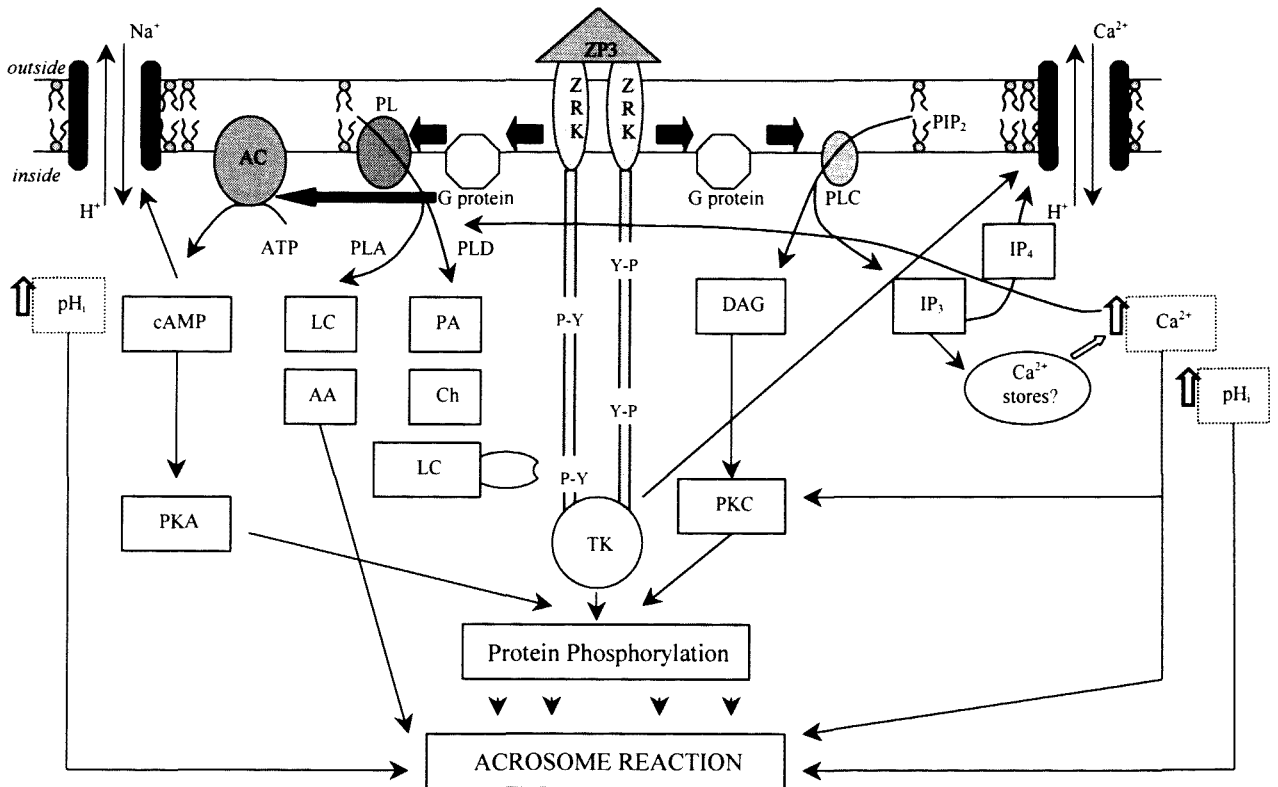 Na⁺
ZP3
Ca²⁺
outside
Z
R
K
Z
R
K
PL
PIP₂
AC
inside
H⁺
G protein
G protein
PLC
H⁺
ATP
PLA
PLD
IP₄
Y-P
pHᵢ
cAMP
LC
PA
P-Y
DAG
IP₃
Ca²⁺
Ca²⁺
stores?
AA
Ch
Y-P
pHᵢ
LC
P-Y
PKA
PKC
TK
Protein Phosphorylation
ACROSOME REACTION